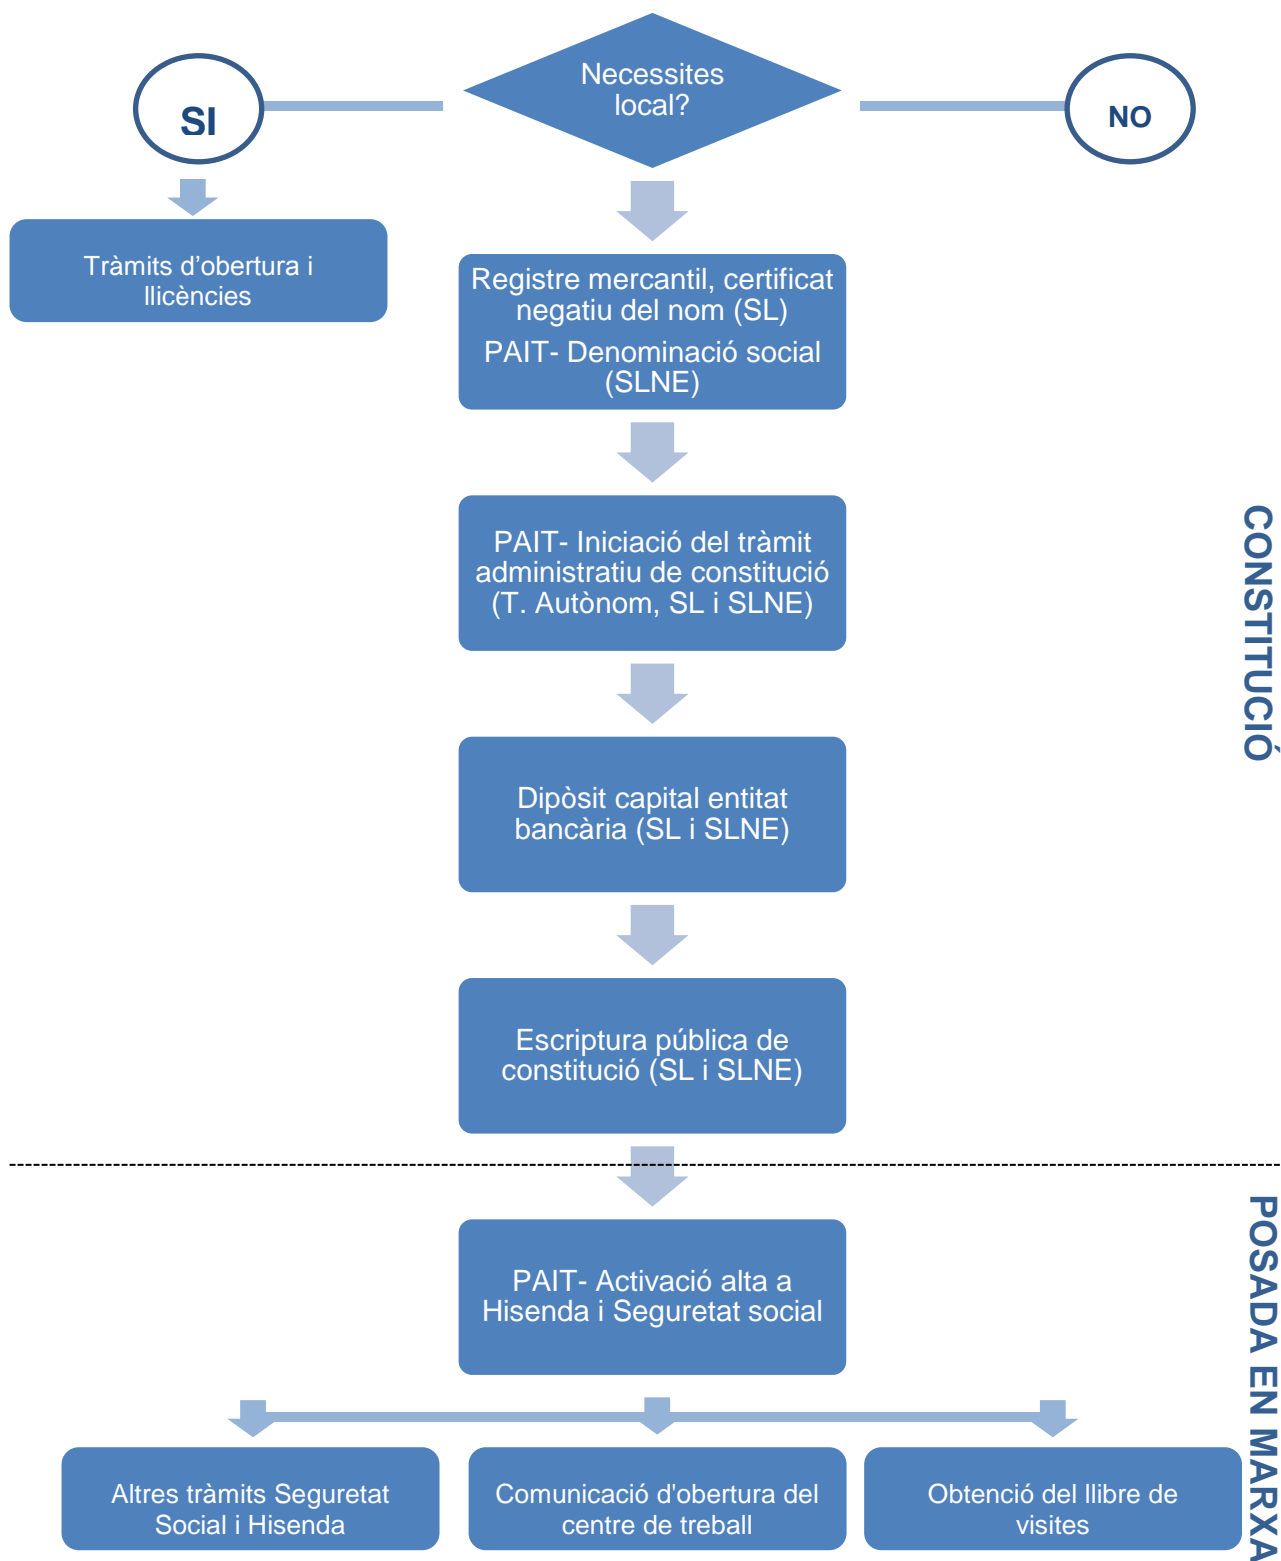 Necessites
local?
SI
NO
Tràmits d’obertura i
llicències
Registre mercantil, certificat
negatiu del nom (SL)
PAIT- Denominació social
(SLNE)
PAIT- Iniciació del tràmit
administratiu de constitució
(T. Autònom, SL i SLNE)
CONSTITUCIÓ
Dipòsit capital entitat
bancària (SL i SLNE)
Escriptura pública de
constitució (SL i SLNE)
PAIT- Activació alta a
Hisenda i Seguretat social
POSADA EN MARXA
Altres tràmits Seguretat
Social i Hisenda
Comunicació d'obertura del
centre de treball
Obtenció del llibre de
visites